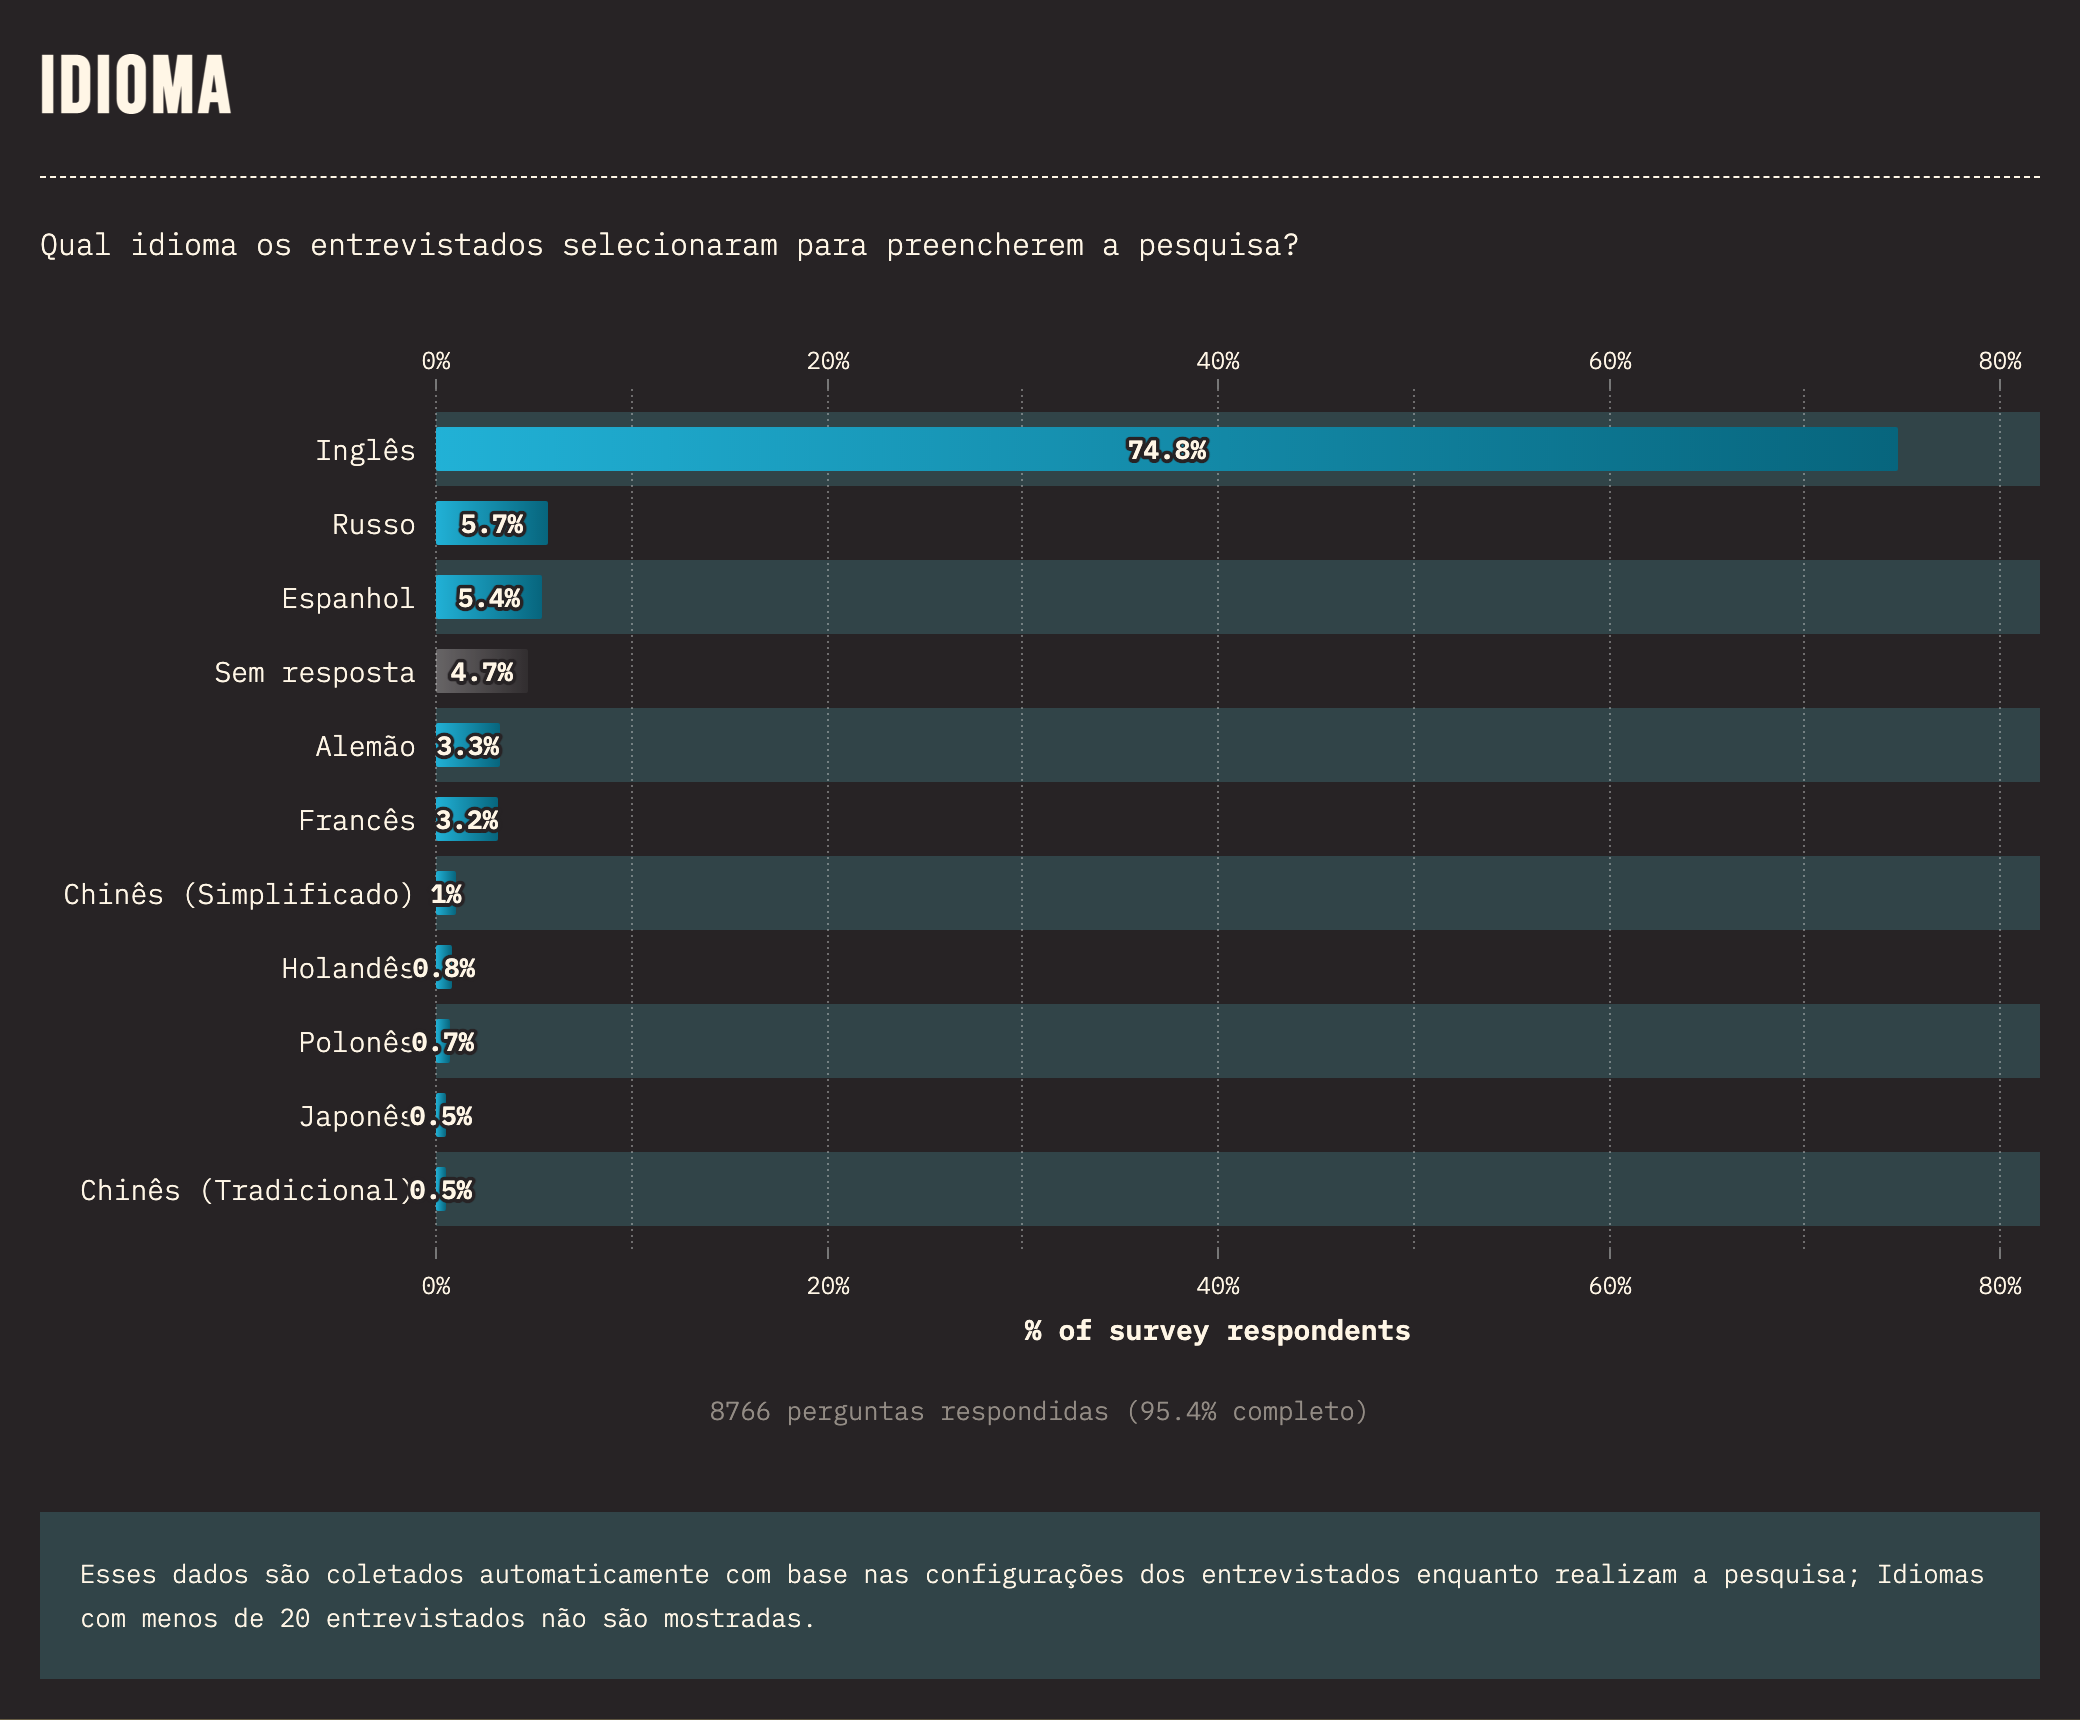 IDIOMA
Qual idioma os entrevistados selecionaram para preencherem a pesquisa?
0% 20% 40% 60% 80%
Inglês 74.8%
Russo 5.7%
Espanhol 5.4%
Sem resposta 4.7%
Alemão 3.3%
Francês 3.2%
Chinês (Simplificado) 1%
Holandês 0.8%
Polonês 0.7%
Japonês 0.5%
Chinês (Tradicional) 0.5%
0% 20% 40% 60% 80%
% of survey respondents
8766 perguntas respondidas (95.4% completo)
Esses dados são coletados automaticamente com base nas configurações dos entrevistados enquanto realizam a pesquisa; Idiomas
com menos de 20 entrevistados não são mostradas.